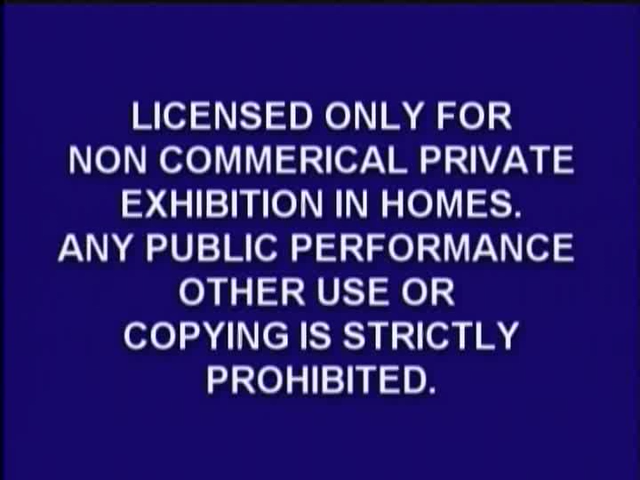 LICENSED ONLY FOR
NON COMMERICAL PRIVATE
EXHIBITION IN HOMES.
ANY PUBLIC PERFORMANCE
OTHER USE OR
COPYING IS STRICTLY
PROHIBITED.